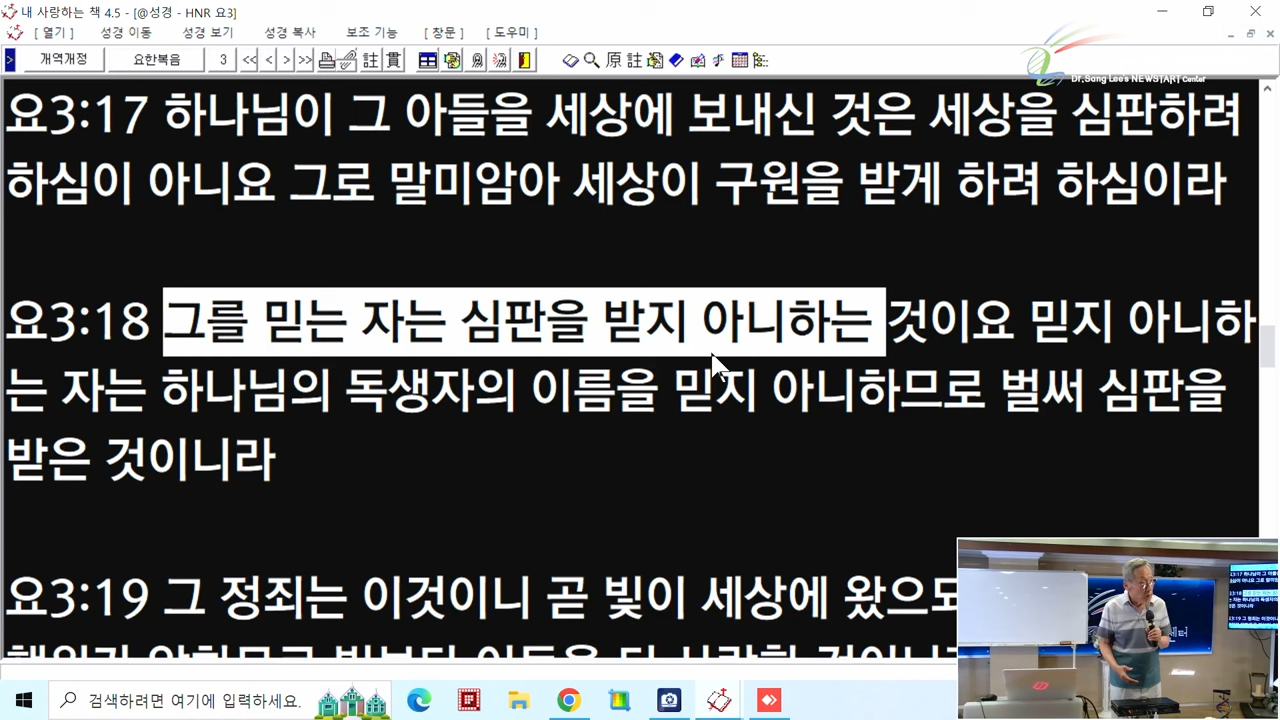 내 사랑하는 책 4.5 - [@성경 - HNR 요3]
[ 열기 ] 성경 이동 성경 보기 성경 복사 보조 기능 [ 창문 ] [ 도우미 ]
개역개정 요한복음 3 << < > >> 註 貫 原 註
Dr.Sang Lee's NEWSTART Center
요3:17 하나님이 그 아들을 세상에 보내신 것은 세상을 심판하려
하심이 아니요 그로 말미암아 세상이 구원을 받게 하려 하심이라
요3:18 그를 믿는 자는 심판을 받지 아니하는 것이요 믿지 아니하
는 자는 하나님의 독생자의 이름을 믿지 아니하므로 벌써 심판을
받은 것이니라
요3:19 그 정죄는 이것이니 곧 빛이 세상에 왔으되
검색하려면 여기에 입력하세요.